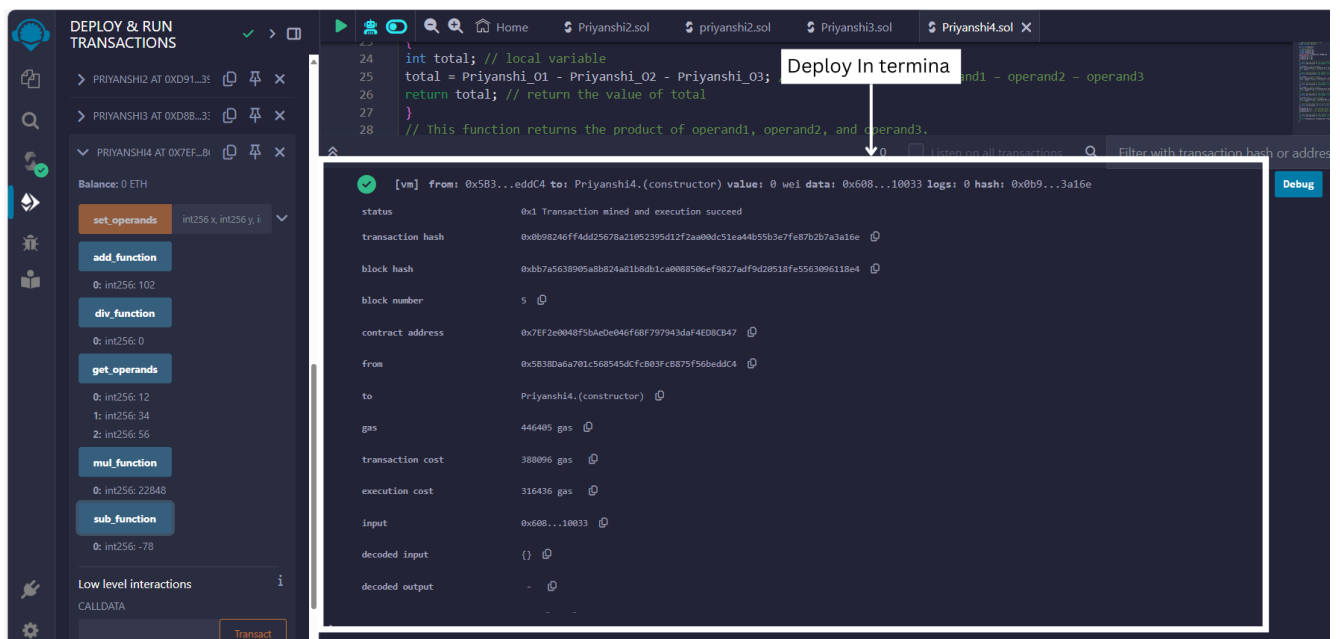 DEPLOY & RUN
TRANSACTIONS
PRIYANSHI2 AT 0XD91...39
PRIYANSHI3 AT 0XD8B...33
PRIYANSHI4 AT 0X7EF...8
Balance: 0 ETH
set_operands int256 x, int256 y, i
add_function
0: int256: 102
div_function
0: int256: 0
get_operands
0: int256: 12
1: int256: 34
2: int256: 56
mul_function
0: int256: 22848
sub_function
0: int256: -78
Low level interactions i
CALLDATA
Transact
Home Priyanshi2.sol priyanshi2.sol Priyanshi3.sol Priyanshi4.sol
23 {
24 int total; // local variable
25 total = Priyanshi_O1 - Priyanshi_O2 - Priyanshi_O3; / and1 - operand2 - operand3
26 return total; // return the value of total
27 }
28 // This function returns the product of operand1, operand2, and operand3.
Deploy In termina
0 Listen on all transactions Filter with transaction hash or addres
[vm] from: 0x5B3...eddC4 to: Priyanshi4.(constructor) value: 0 wei data: 0x608...10033 logs: 0 hash: 0x0b9...3a16e
Debug
status 0x1 Transaction mined and execution succeed
transaction hash 0x0b98246ff4dd25678a21052395d12f2aa00dc51ea44b55b3e7fe87b2b7a3a16e
block hash 0xbb7a5638905a8b824a81b8db1ca0088506ef9827adf9d20518fe5563096118e4
block number 5
contract address 0x7EF2e0048f5bAeDe046f6BF797943daF4ED8CB47
from 0x5B38Da6a701c568545dCfcB03FcB875f56beddC4
to Priyanshi4.(constructor)
gas 446405 gas
transaction cost 388096 gas
execution cost 316436 gas
input 0x608...10033
decoded input {}
decoded output -